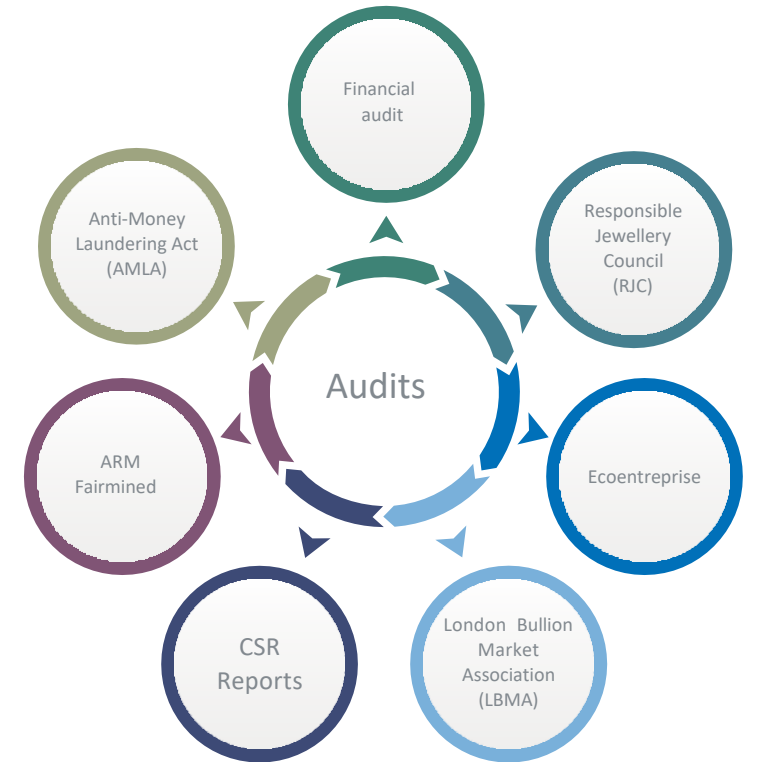 Financial
audit
Responsible
Jewellery
Council
(RJC)
Ecoentreprise
London Bullion
Market
Association
(LBMA)
CSR
Reports
ARM
Fairmined
Anti-Money
Laundering Act
(AMLA)
Audits